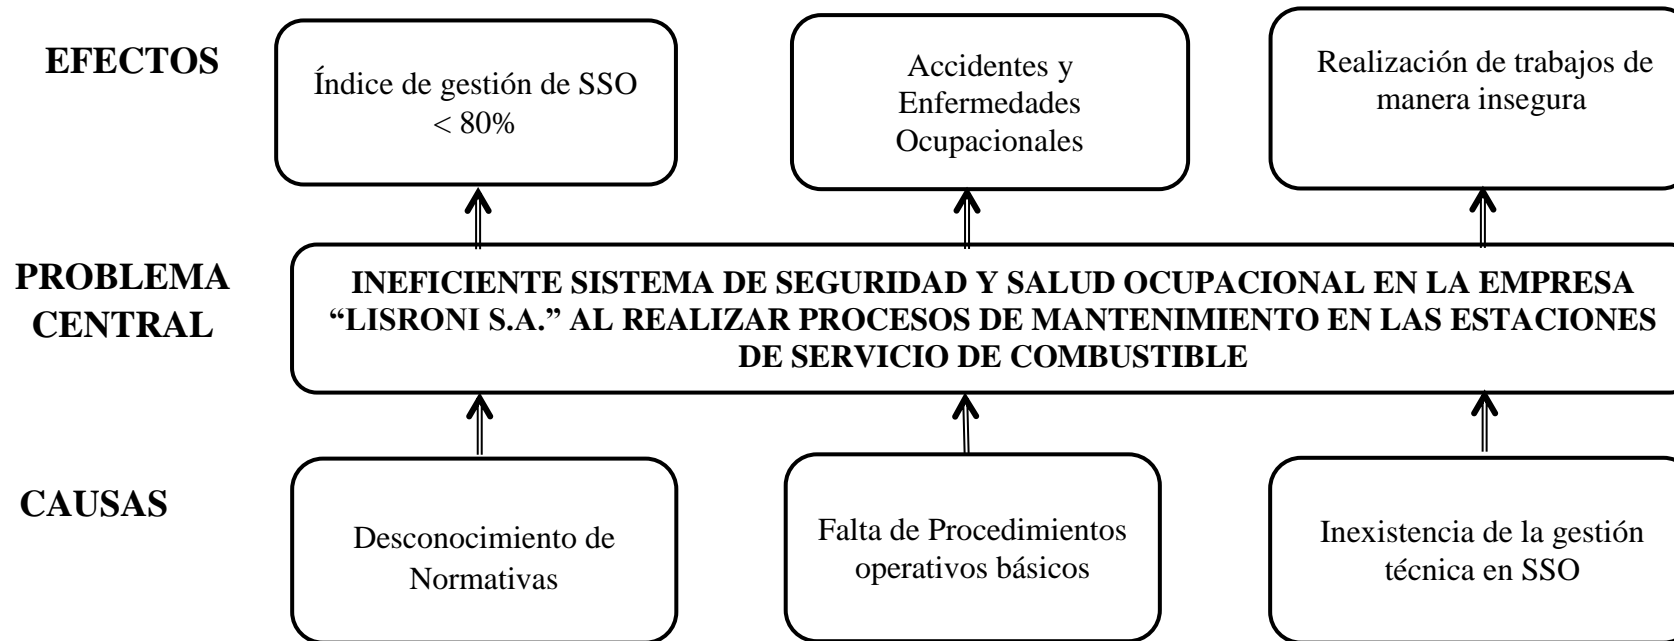 EFECTOS
Índice de gestión de SSO
< 80%
Accidentes y
Enfermedades
Ocupacionales
Realización de trabajos de
manera insegura
PROBLEMA
CENTRAL
INEFICIENTE SISTEMA DE SEGURIDAD Y SALUD OCUPACIONAL EN LA EMPRESA
“LISRONI S.A.” AL REALIZAR PROCESOS DE MANTENIMIENTO EN LAS ESTACIONES
DE SERVICIO DE COMBUSTIBLE
CAUSAS
Desconocimiento de
Normativas
Falta de Procedimientos
operativos básicos
Inexistencia de la gestión
técnica en SSO